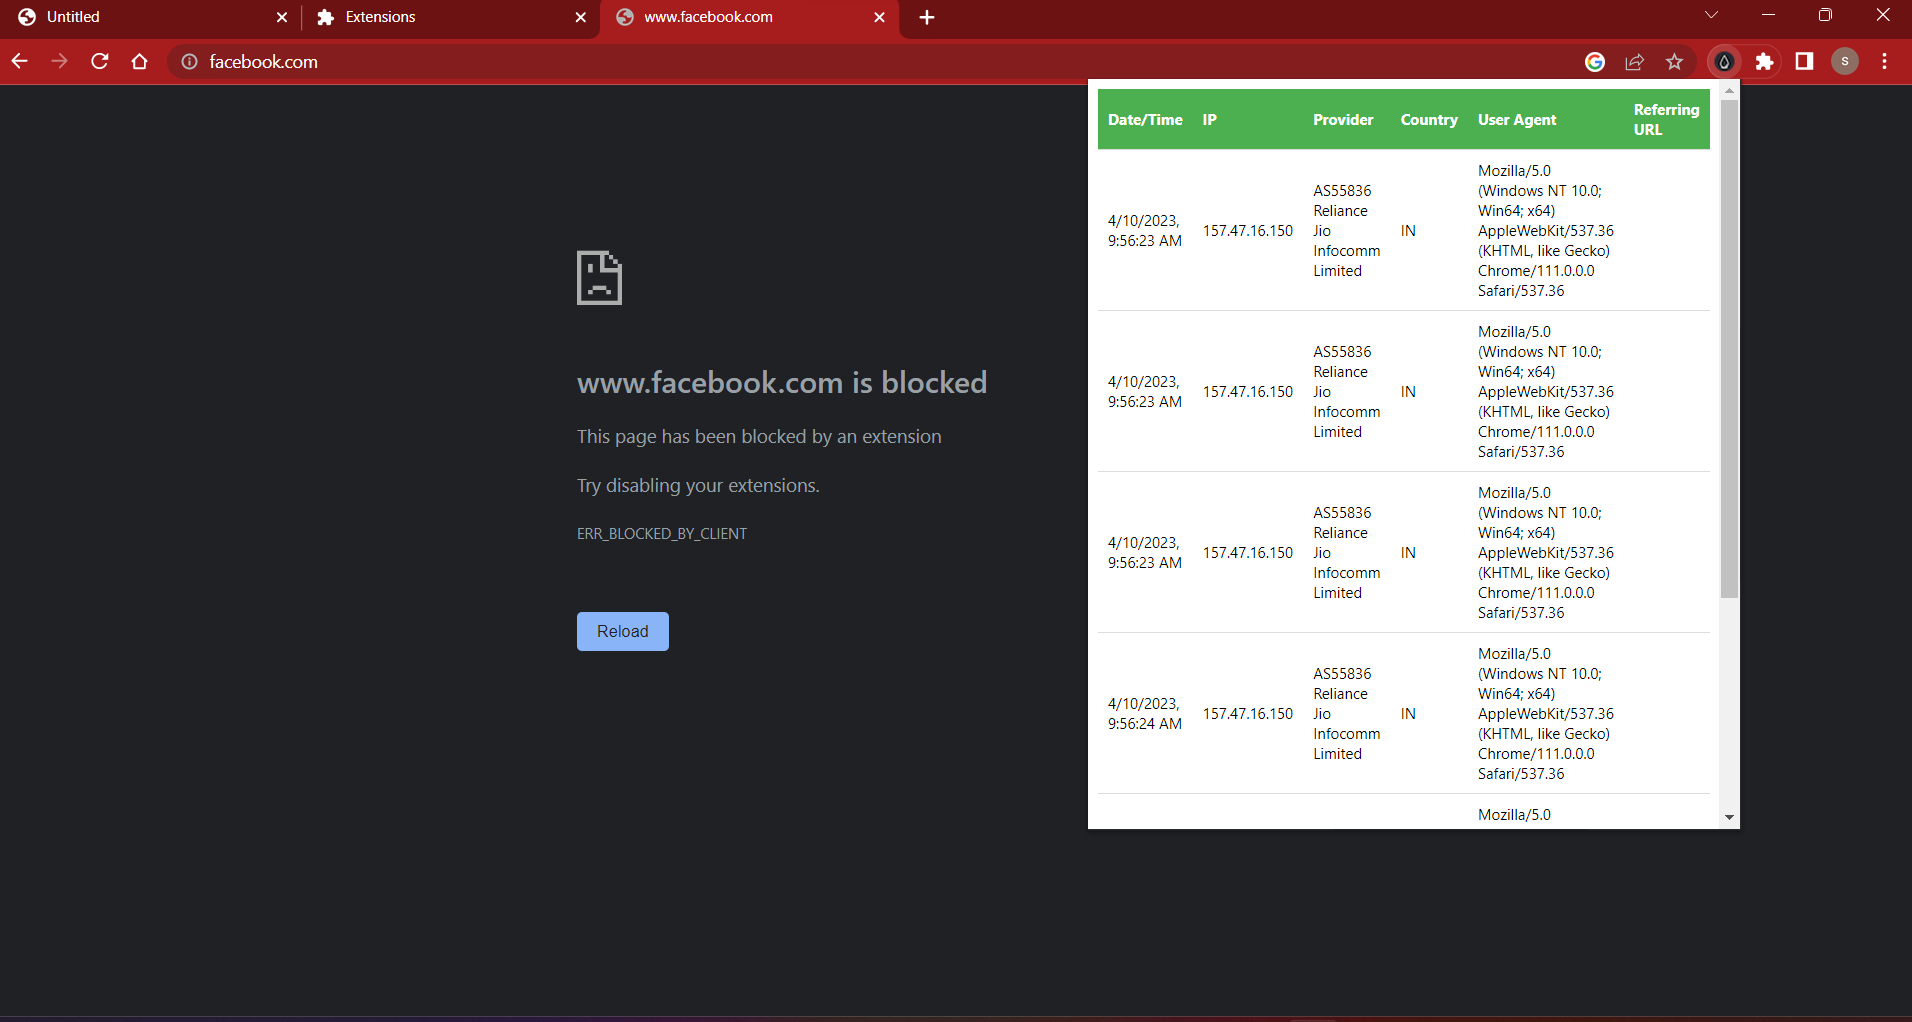 Untitled
Extensions
www.facebook.com
facebook.com
S
www.facebook.com is blocked
This page has been blocked by an extension
Try disabling your extensions.
ERR_BLOCKED_BY_CLIENT
Reload
Date/Time IP Provider Country User Agent Referring
URL
Mozilla/5.0
(Windows NT 10.0;
Win64; x64)
AppleWebKit/537.36
(KHTML, like Gecko)
Chrome/111.0.0.0
Safari/537.36
AS55836
Reliance
Jio
Infocomm
Limited
4/10/2023,
9:56:23 AM
157.47.16.150
IN
Mozilla/5.0
(Windows NT 10.0;
Win64; x64)
AppleWebKit/537.36
(KHTML, like Gecko)
Chrome/111.0.0.0
Safari/537.36
AS55836
Reliance
Jio
Infocomm
Limited
4/10/2023,
9:56:23 AM
157.47.16.150
IN
Mozilla/5.0
(Windows NT 10.0;
Win64; x64)
AppleWebKit/537.36
(KHTML, like Gecko)
Chrome/111.0.0.0
Safari/537.36
AS55836
Reliance
Jio
Infocomm
Limited
4/10/2023,
9:56:23 AM
157.47.16.150
IN
Mozilla/5.0
(Windows NT 10.0;
Win64; x64)
AppleWebKit/537.36
(KHTML, like Gecko)
Chrome/111.0.0.0
Safari/537.36
AS55836
Reliance
Jio
Infocomm
Limited
4/10/2023,
9:56:24 AM
157.47.16.150
IN
Mozilla/5.0